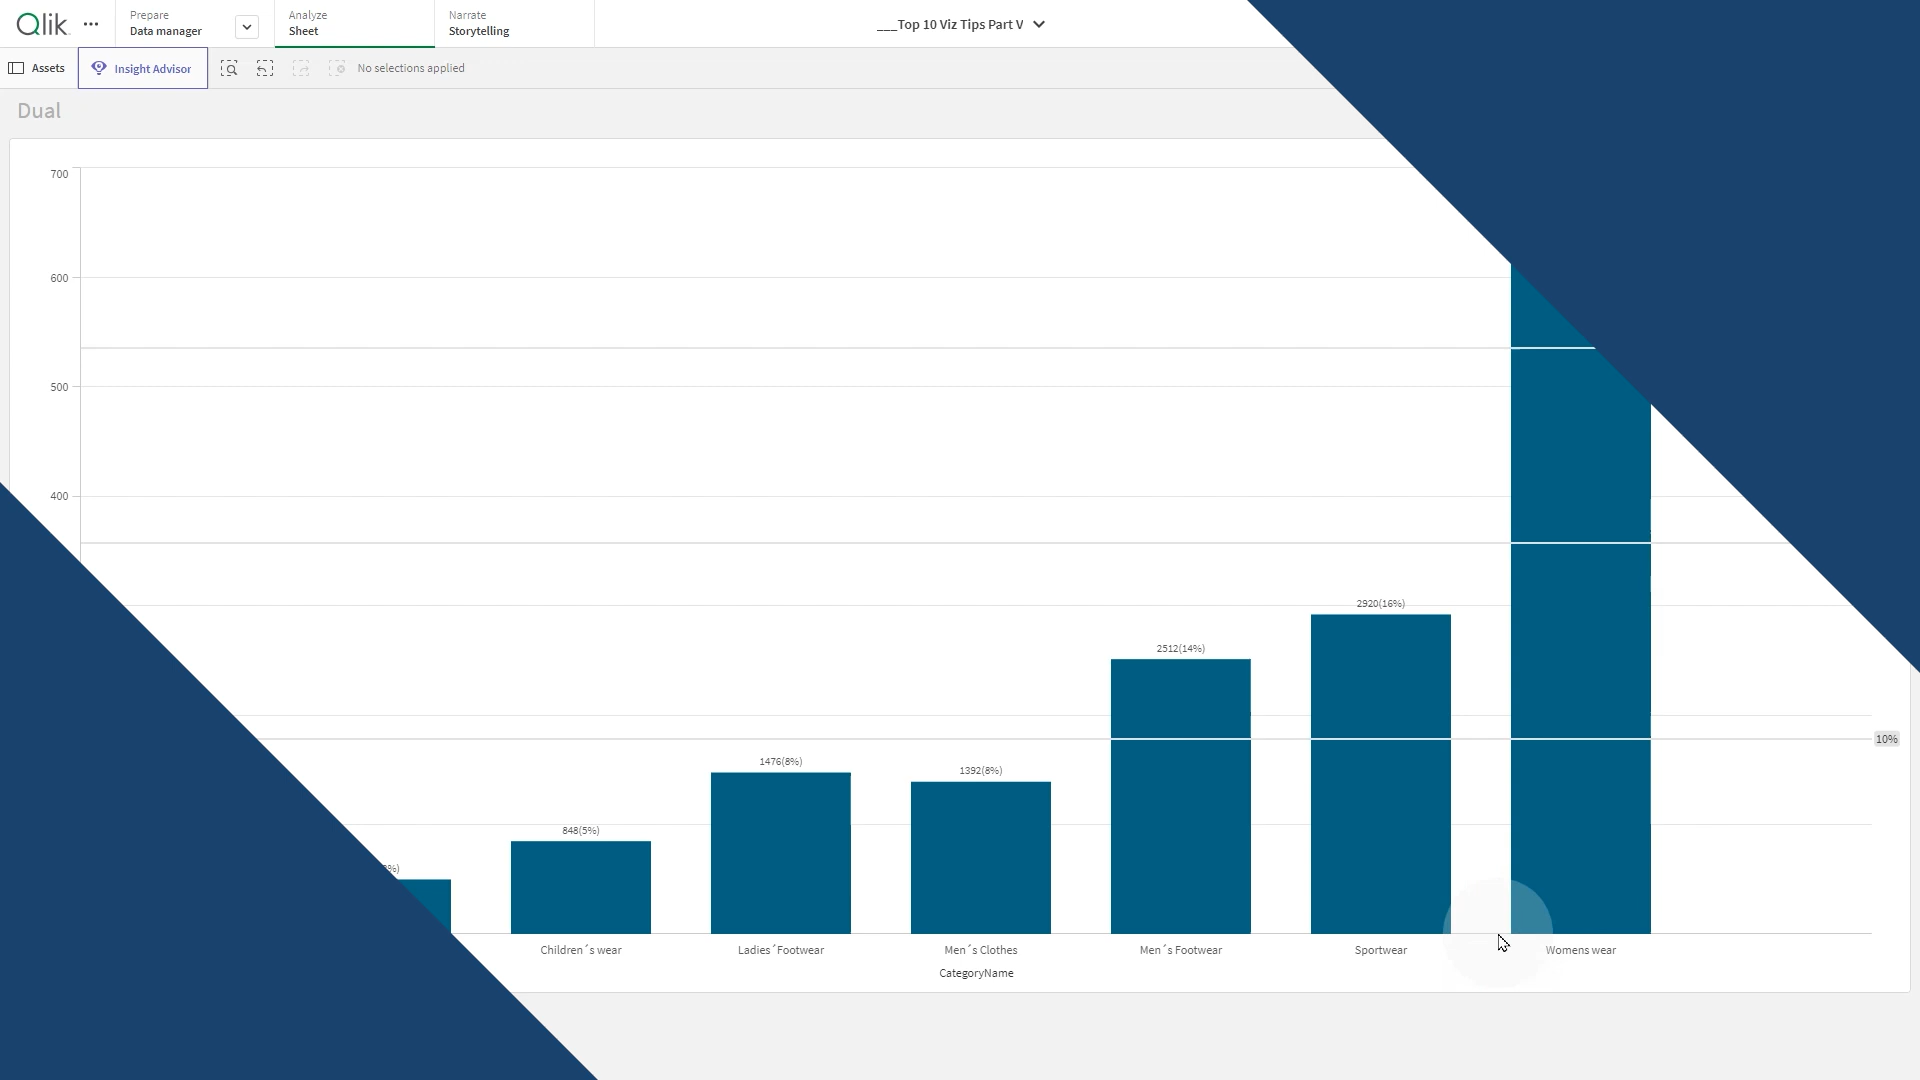 Qlik
Prepare
Data manager
Analyze
Sheet
Narrate
Storytelling
___Top 10 Viz Tips Part V
Assets
Insight Advisor
No selections applied
Dual
700
600
500
400
2920(16%)
2512(14%)
10%
1476(8%)
1392(8%)
848(5%)
%)
Children´s wear
Ladies´Footwear
Men´s Clothes
Men´s Footwear
Sportwear
Womens wear
CategoryName